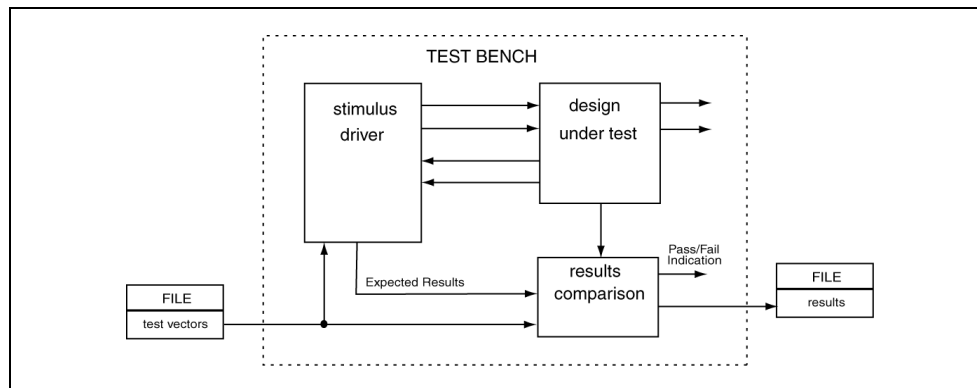 TEST BENCH
stimulus
driver
design
under test
Expected Results
results
comparison
Pass/Fail
Indication
FILE
test vectors
FILE
results